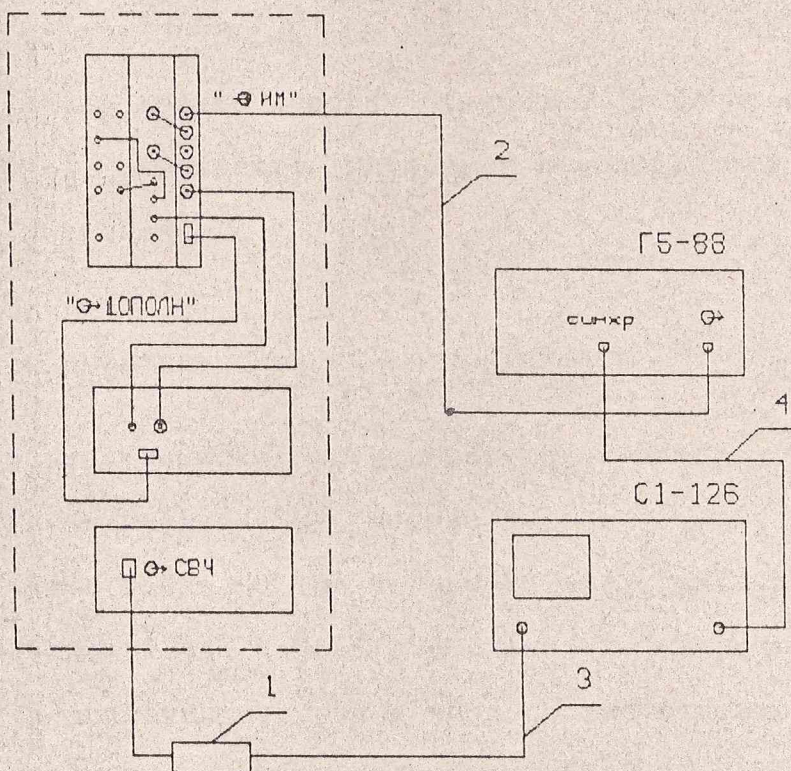 "⊖ ИМ"
2
Г5-88
"⊖→ДОПОЛН"
синхр
4
С1-126
⊖→ СВЧ
1
3